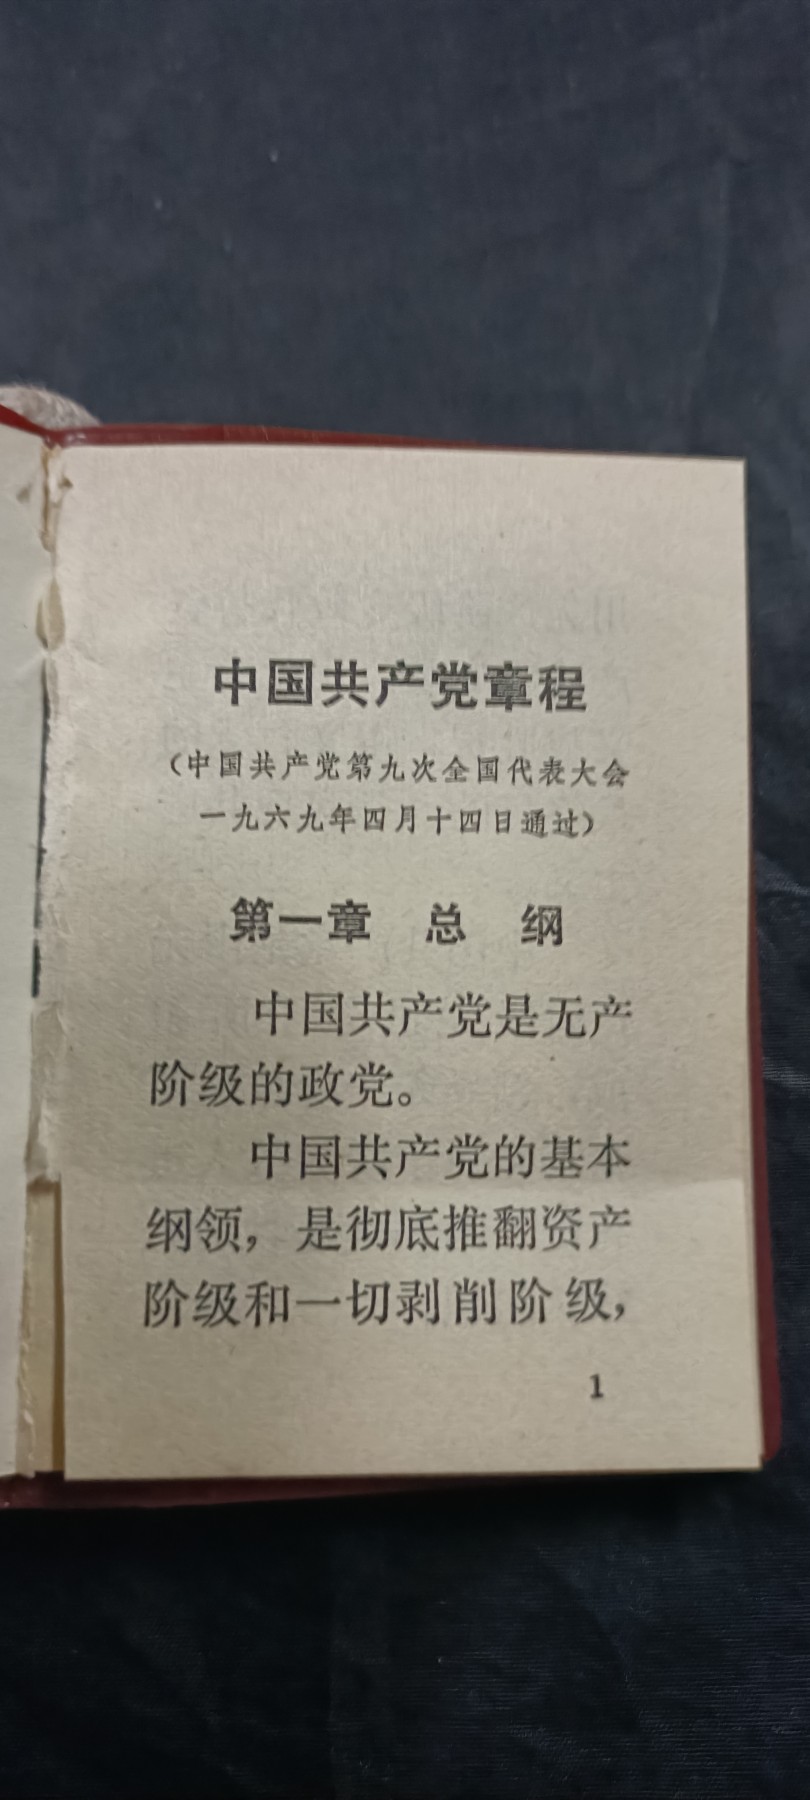 中国共产党章程
（中国共产党第九次全国代表大会
一九六九年四月十四日通过）
第一章 总 纲
中国共产党是无产
阶级的政党。
中国共产党的基本
纲领，是彻底推翻资产
阶级和一切剥削阶级，
1